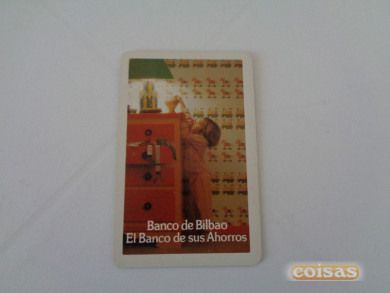 Banco de Bilbao
El Banco de sus Ahorros
coisas